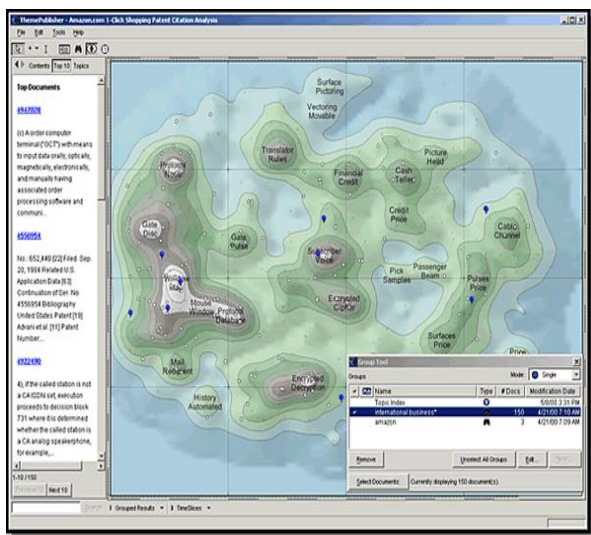 ThemePublisher - Amazon.com 1-Click Shopping Patent Citation Analysis
File Edit Tools Help
Contents Top 10 Topics
Top Documents
4947028
(c) A order computer
terminal ("OCT") with means
to input data orally, optically,
magnetically, electronically,
and manually having
associated order
processing software and
communi...
4556954
No.: 652,440 [22] Filed: Sep.
20, 1984 Related U.S.
Application Data [63]
Continuation of Ser. No.
4556954 Bibliography
United States Patent [19]
Advani et al. [11] Patent
Number:...
4922490
4), if the called station is not
a CA ISDN set, execution
proceeds to decision block
731 where it is determined
whether the called station is
a CA analog speakerphone,
for example,...
1-10 / 150
Previous 10 Next 10
Search Grouped Results TimeSlices
Surface
Picturing
Vectoring
Movable
Translator
Rules
Picture
Head
Protocol
Node
Financial
Credit
Cash
Teller
Credit
Price
Gate
Disc
Gate
Pulse
Cable
Channel
Subscriber
Voice
Pick
Samples
Passenger
Beam
Window
Map
Pulses
Price
Mouse
Window
Protocol
Database
Encrypted
Cipher
Surfaces
Price
Mail
Recipient
Price
Encrypted
Decryption
History
Automated
Group Tool
Groups Mode: Single
Name Type # Docs Modification Date
Topic Index 5/8/00 3:31 PM
international business* 150 4/21/00 7:10 AM
amazon 3 4/21/00 7:09 AM
Remove Unselect All Groups Edit...
Select Documents Currently displaying 150 document(s).